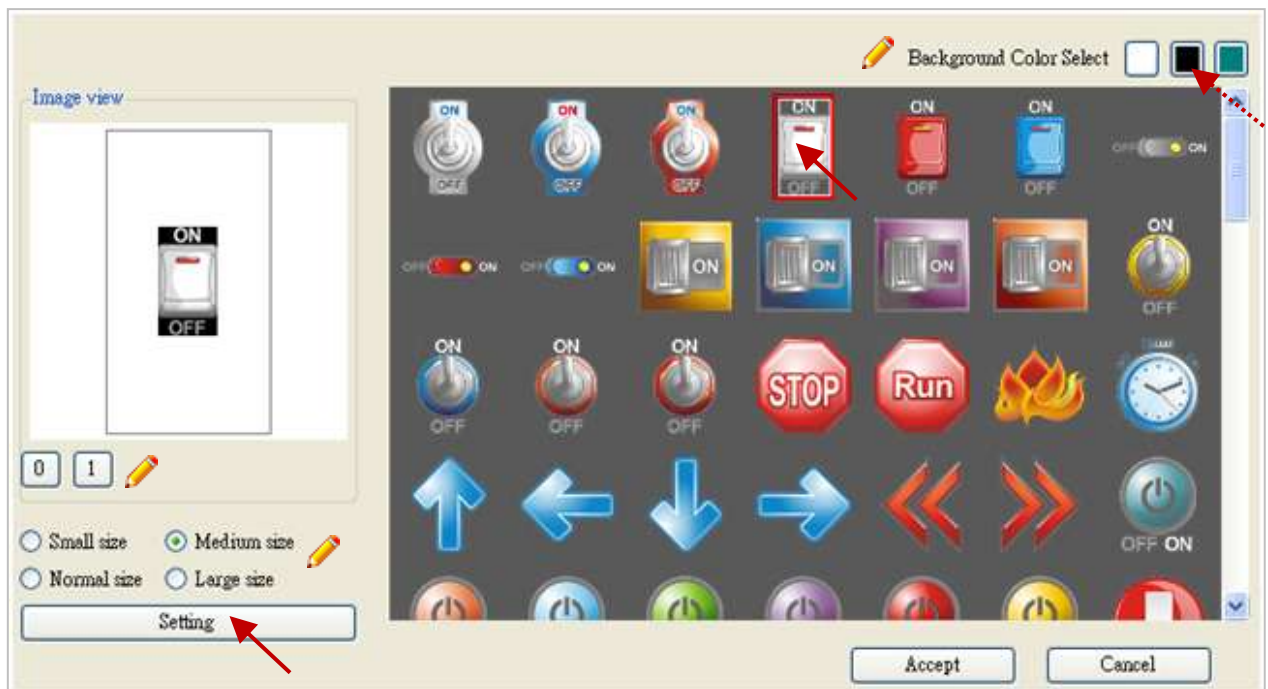 Background Color Select
Image view
ON
OFF
0 1
Small size Medium size
Normal size Large size
Setting
ON ON ON ON ON ON
OFF OFF OFF OFF OFF OFF OFF ON
OFF ON OFF ON ON ON ON ON ON
OFF
ON ON ON
STOP Run
OFF OFF OFF
OFF ON
Accept Cancel